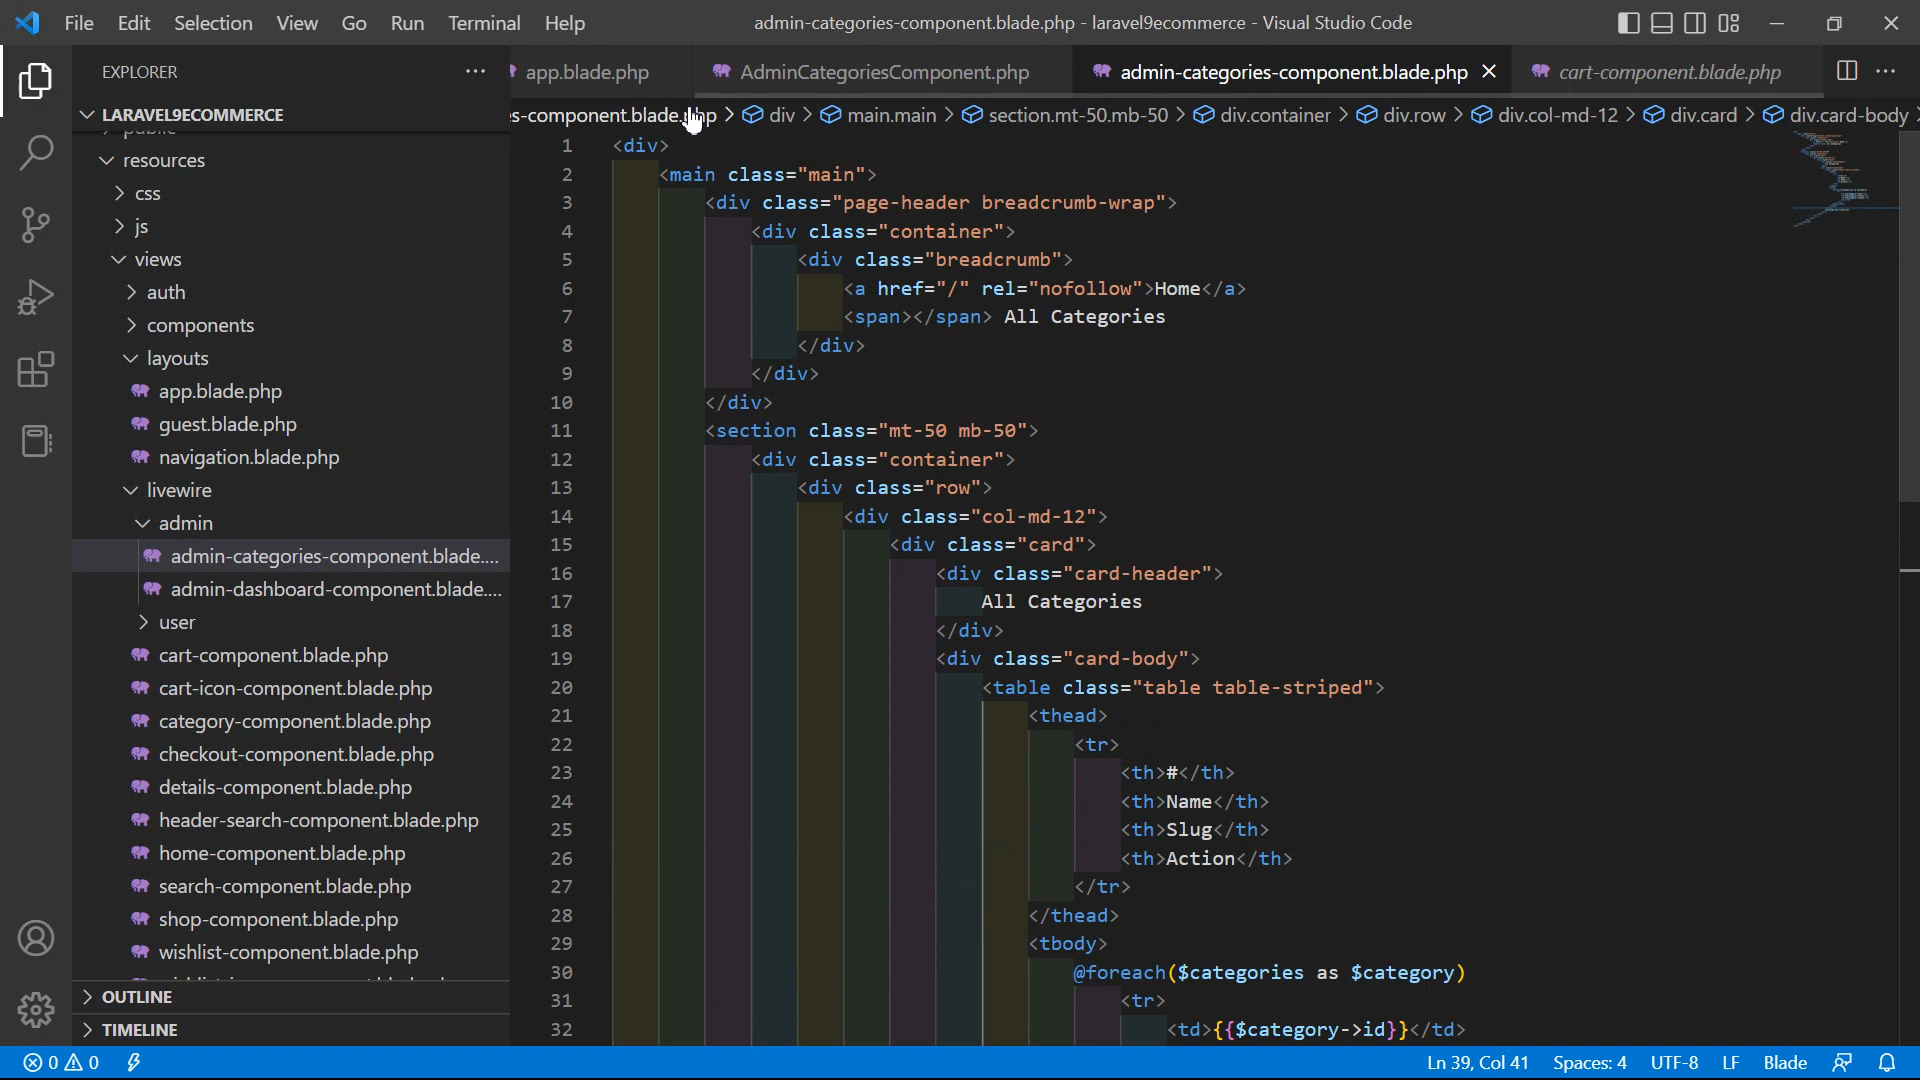 File Edit Selection View Go Run Terminal Help
admin-categories-component.blade.php - laravel9ecommerce - Visual Studio Code
EXPLORER
app.blade.php
AdminCategoriesComponent.php
admin-categories-component.blade.php
cart-component.blade.php
s-component.blade.php > div > main.main > section.mt-50.mb-50 > div.container > div.row > div.col-md-12 > div.card > div.card-body
LARAVEL9ECOMMERCE
public
resources
css
js
views
auth
components
layouts
app.blade.php
guest.blade.php
navigation.blade.php
livewire
admin
admin-categories-component.blade....
admin-dashboard-component.blade....
user
cart-component.blade.php
cart-icon-component.blade.php
category-component.blade.php
checkout-component.blade.php
details-component.blade.php
header-search-component.blade.php
home-component.blade.php
search-component.blade.php
shop-component.blade.php
wishlist-component.blade.php
OUTLINE
TIMELINE
1 <div>
2 <main class="main">
3 <div class="page-header breadcrumb-wrap">
4 <div class="container">
5 <div class="breadcrumb">
6 <a href="/" rel="nofollow">Home</a>
7 <span></span> All Categories
8 </div>
9 </div>
10 </div>
11 <section class="mt-50 mb-50">
12 <div class="container">
13 <div class="row">
14 <div class="col-md-12">
15 <div class="card">
16 <div class="card-header">
17 All Categories
18 </div>
19 <div class="card-body">
20 <table class="table table-striped">
21 <thead>
22 <tr>
23 <th>#</th>
24 <th>Name</th>
25 <th>Slug</th>
26 <th>Action</th>
27 </tr>
28 </thead>
29 <tbody>
30 @foreach($categories as $category)
31 <tr>
32 <td>{{$category->id}}</td>
0 0
Ln 39, Col 41 Spaces: 4 UTF-8 LF Blade